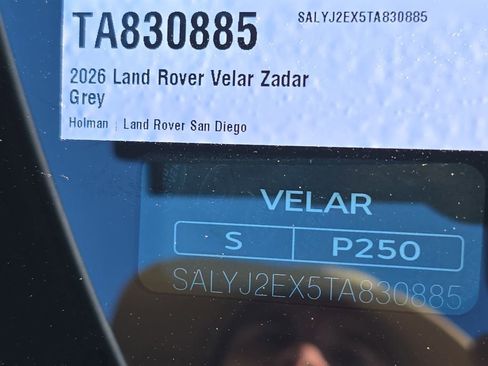 TA830885 SALYJ2EX5TA830885
2026 Land Rover Velar Zadar
Grey
Holman | Land Rover San Diego
VELAR
S P250
SALYJ2EX5TA830885